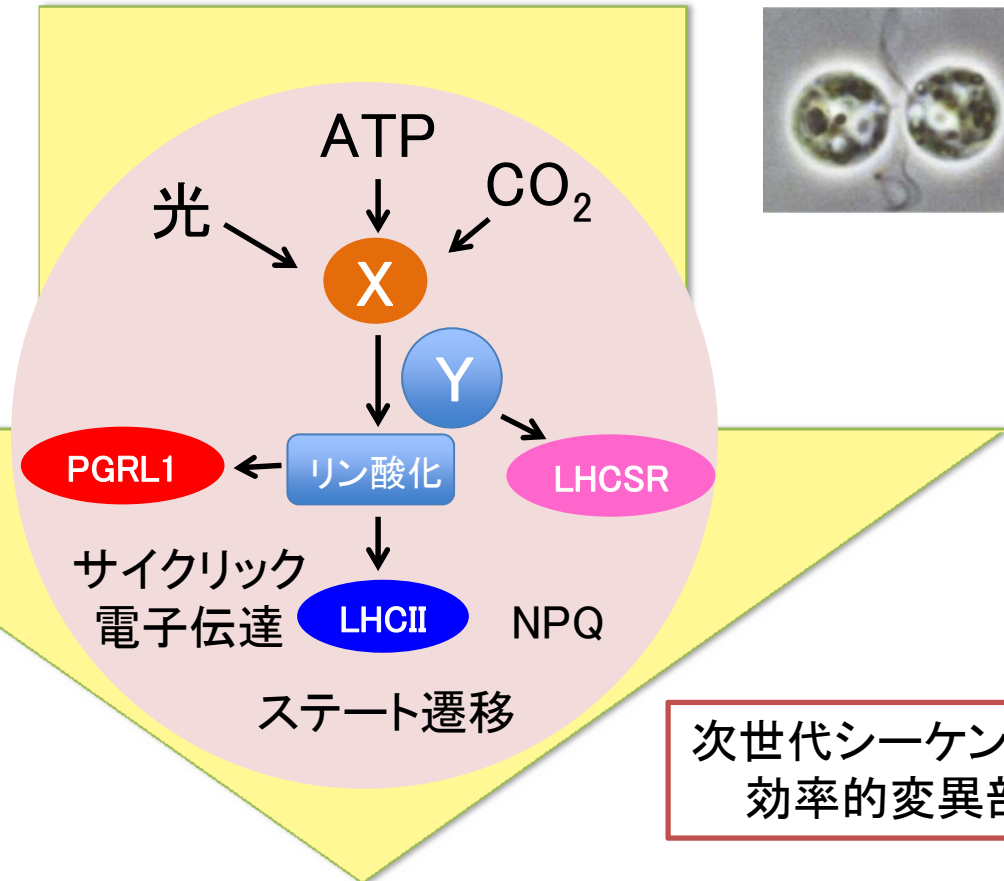 ATP
光
CO₂
X
Y
PGRL1
リン酸化
LHCSR
サイクリック
電子伝達
LHCII
NPQ
ステート遷移
次世代シーケン
効率的変異